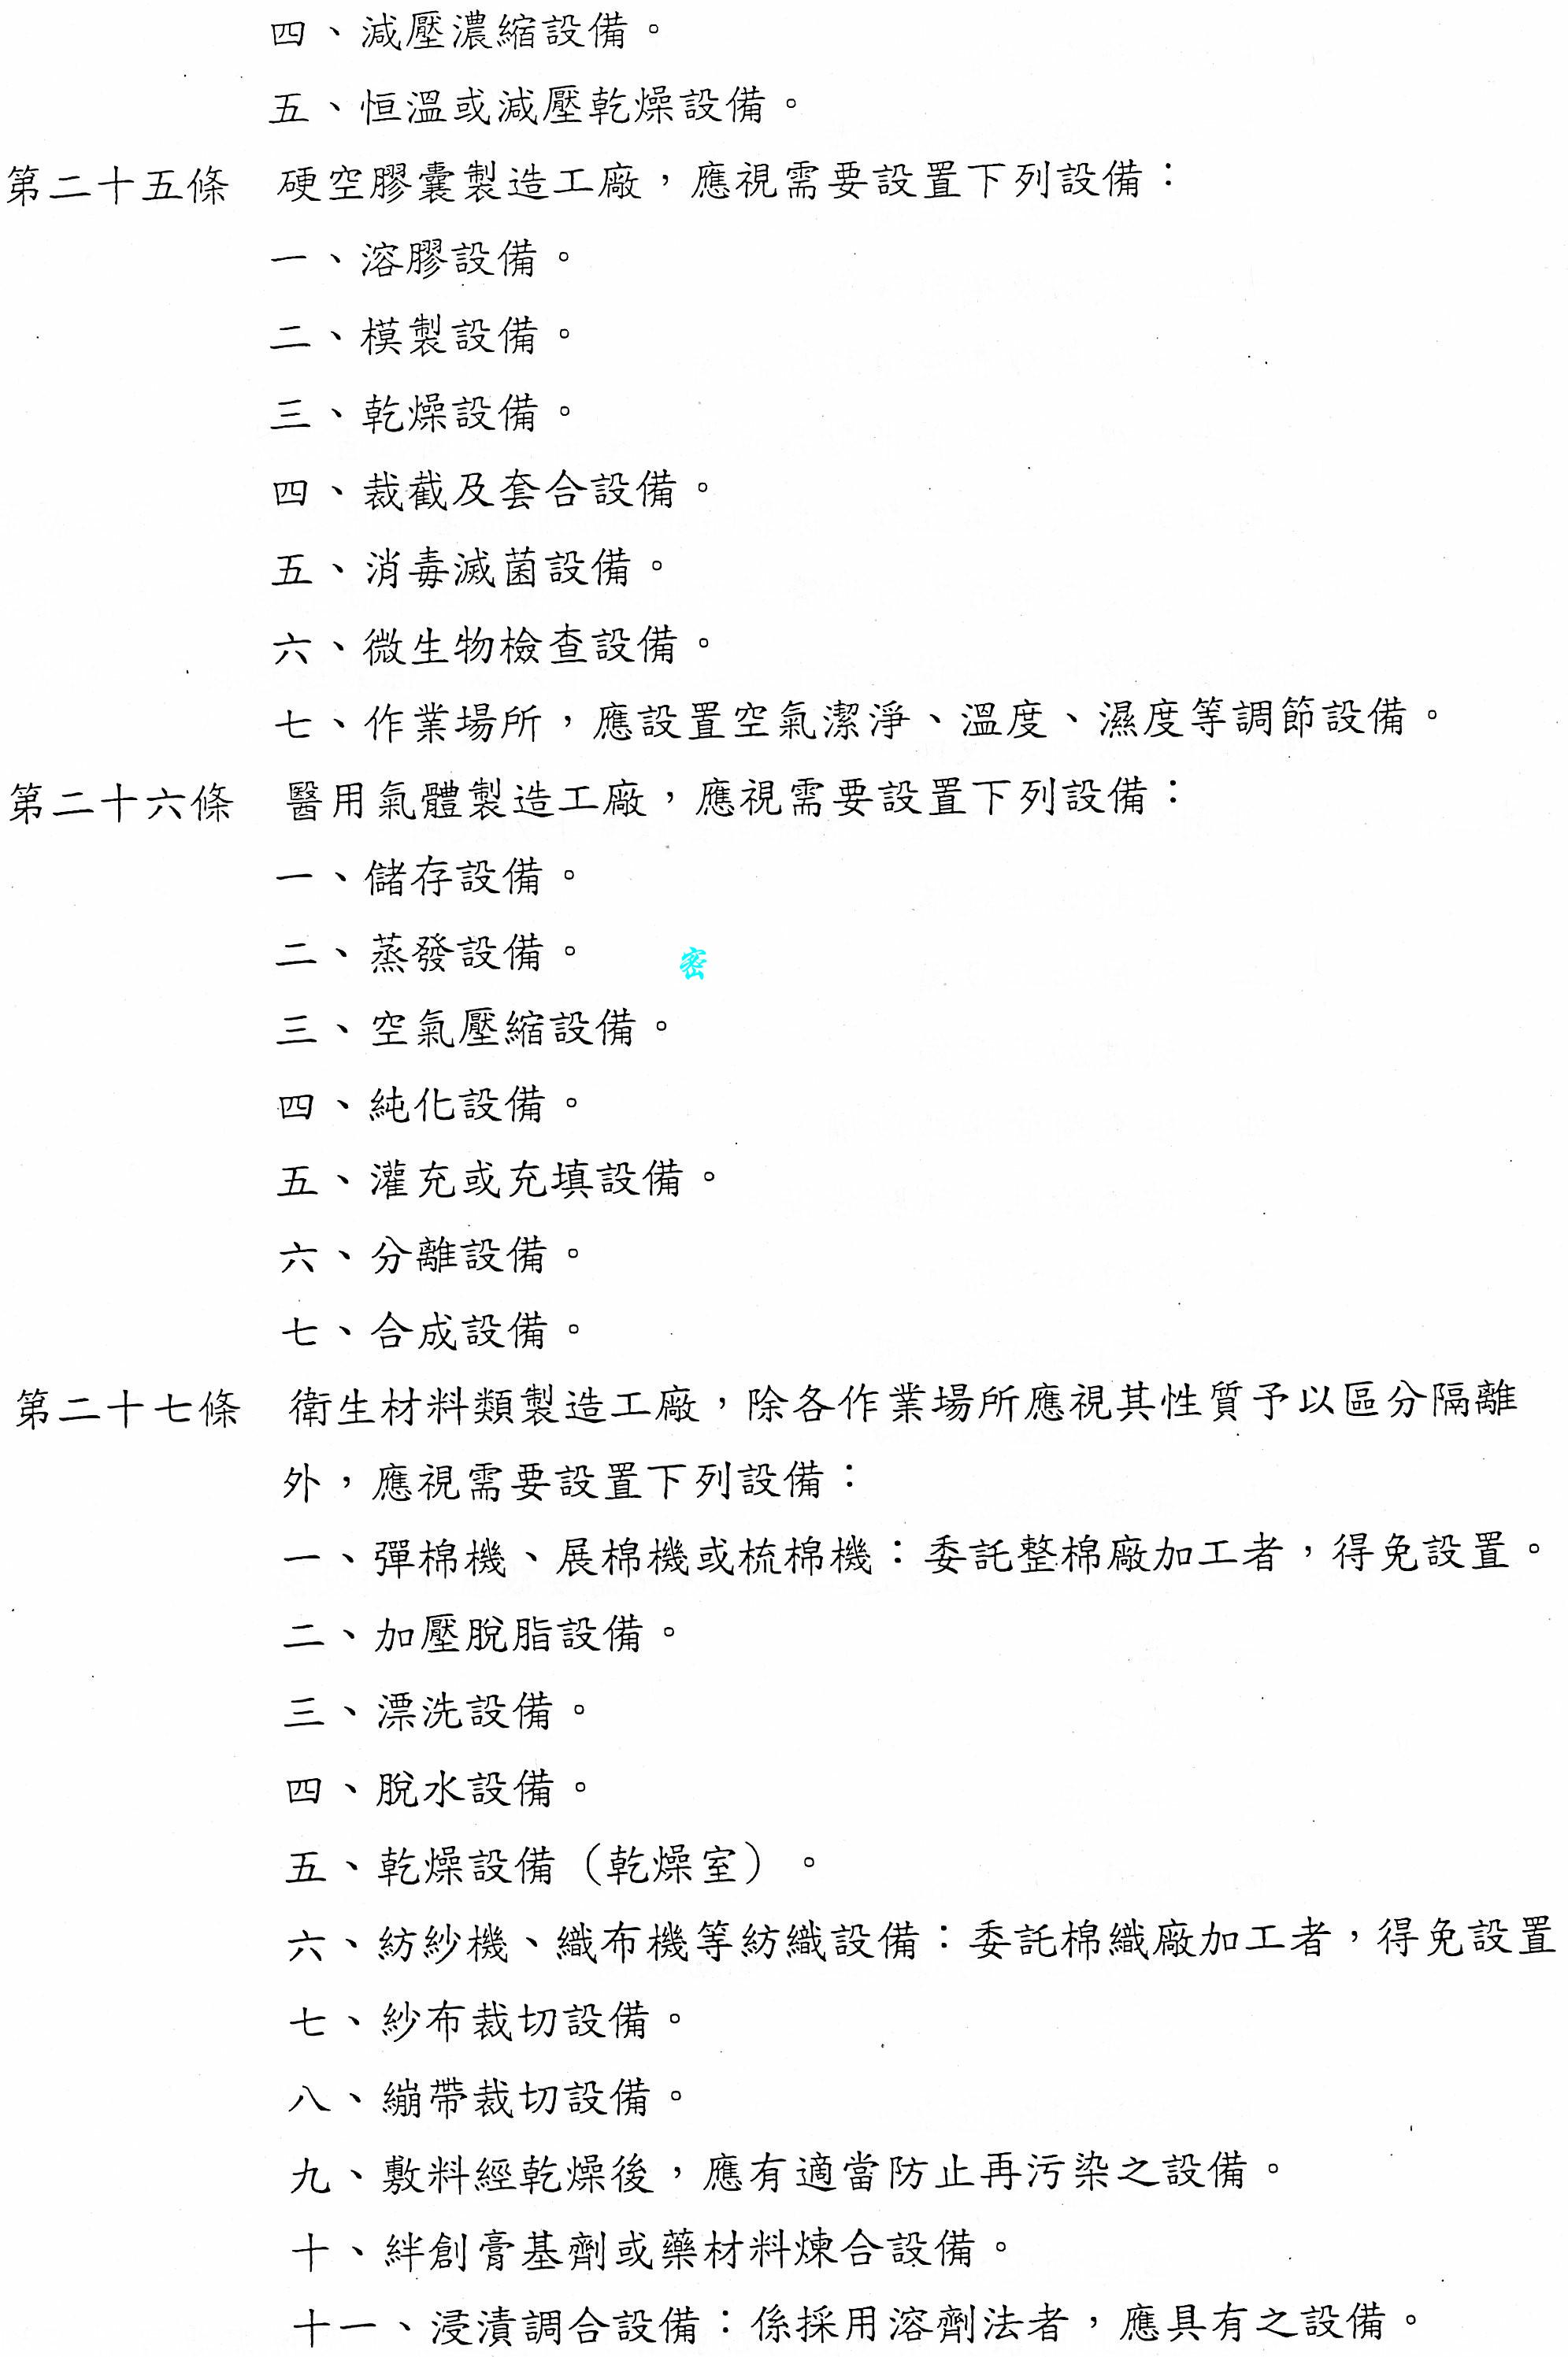 四、減壓濃縮設備。
五、恒溫或減壓乾燥設備。
第二十五條　硬空膠囊製造工廠，應視需要設置下列設備：
一、溶膠設備。
二、模製設備。
三、乾燥設備。
四、裁截及套合設備。
五、消毒滅菌設備。
六、微生物檢查設備。
七、作業場所，應設置空氣潔淨、溫度、濕度等調節設備。
第二十六條　醫用氣體製造工廠，應視需要設置下列設備：
一、儲存設備。
二、蒸發設備。
密
三、空氣壓縮設備。
四、純化設備。
五、灌充或充填設備。
六、分離設備。
七、合成設備。
第二十七條　衛生材料類製造工廠，除各作業場所應視其性質予以區分隔離
外，應視需要設置下列設備：
一、彈棉機、展棉機或梳棉機：委託整棉廠加工者，得免設置。
二、加壓脫脂設備。
三、漂洗設備。
四、脫水設備。
五、乾燥設備（乾燥室）。
六、紡紗機、織布機等紡織設備：委託棉織廠加工者，得免設置
七、紗布裁切設備。
八、繃帶裁切設備。
九、敷料經乾燥後，應有適當防止再污染之設備。
十、絆創膏基劑或藥材料煉合設備。
十一、浸漬調合設備：係採用溶劑法者，應具有之設備。